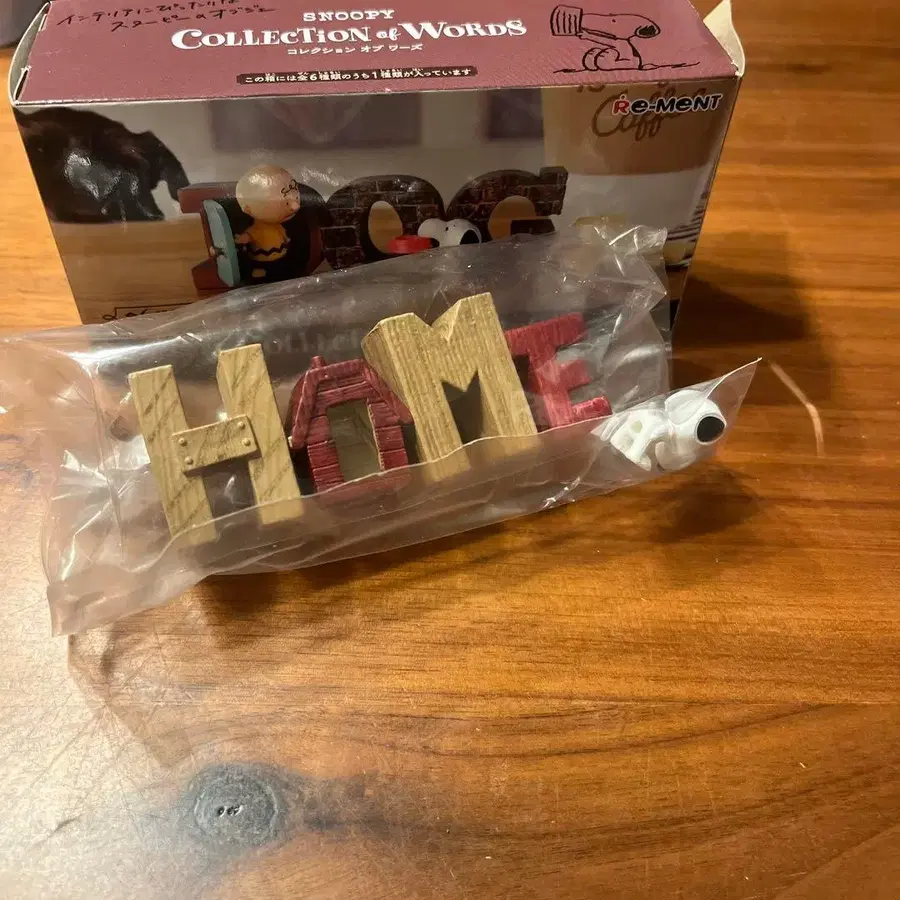 インテリアにぴったりな
スヌーピーのオブジェ
SNOOPY
COLLECTiON of WORDS
コレクション オブ ワーズ
この箱には全6種類のうち1種類が入っています
Re-MeNT
Coffee
DOG
HOME